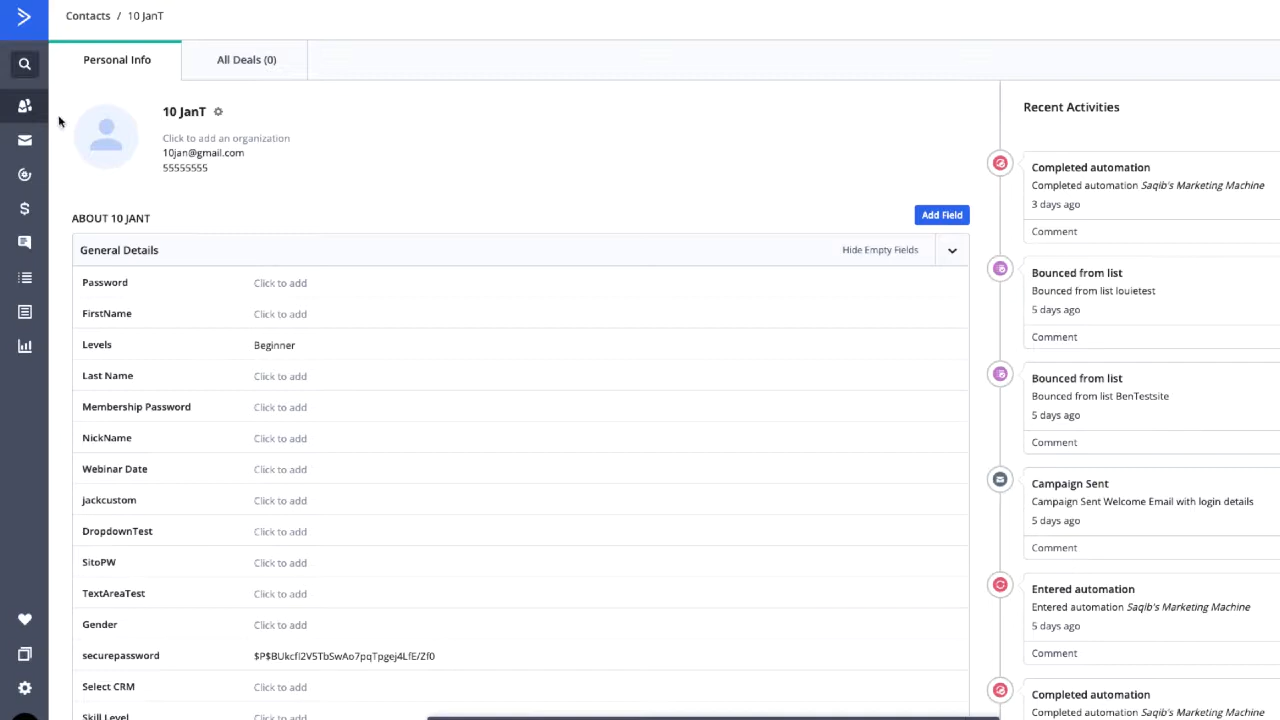 Contacts / 10 JanT
Personal Info
All Deals (0)
10 JanT
Click to add an organization
10jan@gmail.com
55555555
ABOUT 10 JANT
Add Field
General Details
Hide Empty Fields
Password Click to add
FirstName Click to add
Levels Beginner
Last Name Click to add
Membership Password Click to add
NickName Click to add
Webinar Date Click to add
jackcustom Click to add
DropdownTest Click to add
SitoPW Click to add
TextAreaTest Click to add
Gender Click to add
securepassword $P$BUkcfI2V5TbSwAo7pqTpgej4LfE/Zf0
Select CRM Click to add
Skill Level Click to add
Recent Activities
Completed automation
Completed automation Saqib's Marketing Machine
3 days ago
Comment
Bounced from list
Bounced from list louietest
5 days ago
Comment
Bounced from list
Bounced from list BenTestsite
5 days ago
Comment
Campaign Sent
Campaign Sent Welcome Email with login details
5 days ago
Comment
Entered automation
Entered automation Saqib's Marketing Machine
5 days ago
Comment
Completed automation
Completed automation Saqib's Marketing Machine